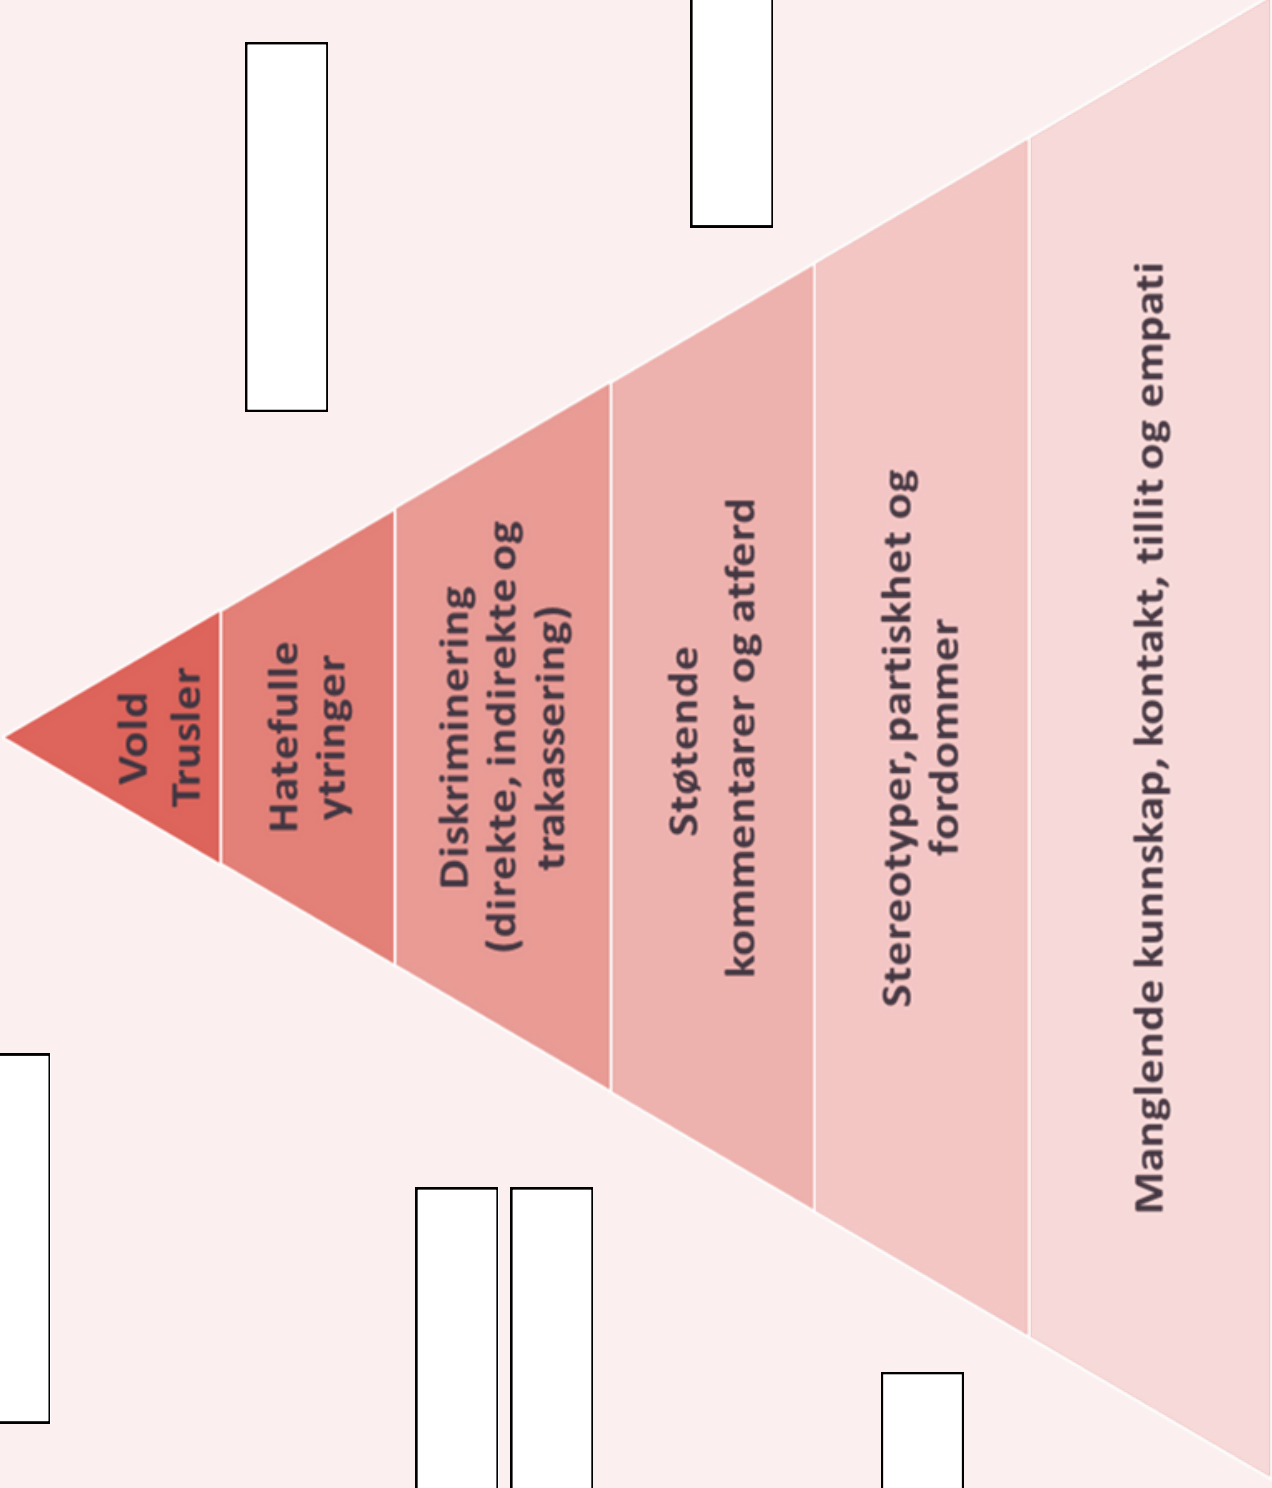 Vold
Trusler
Hatefulle
ytringer
Diskriminering
(direkte, indirekte og
trakassering)
Støtende
kommentarer og atferd
Stereotyper, partiskhet og
fordommer
Manglende kunnskap, kontakt, tillit og empati